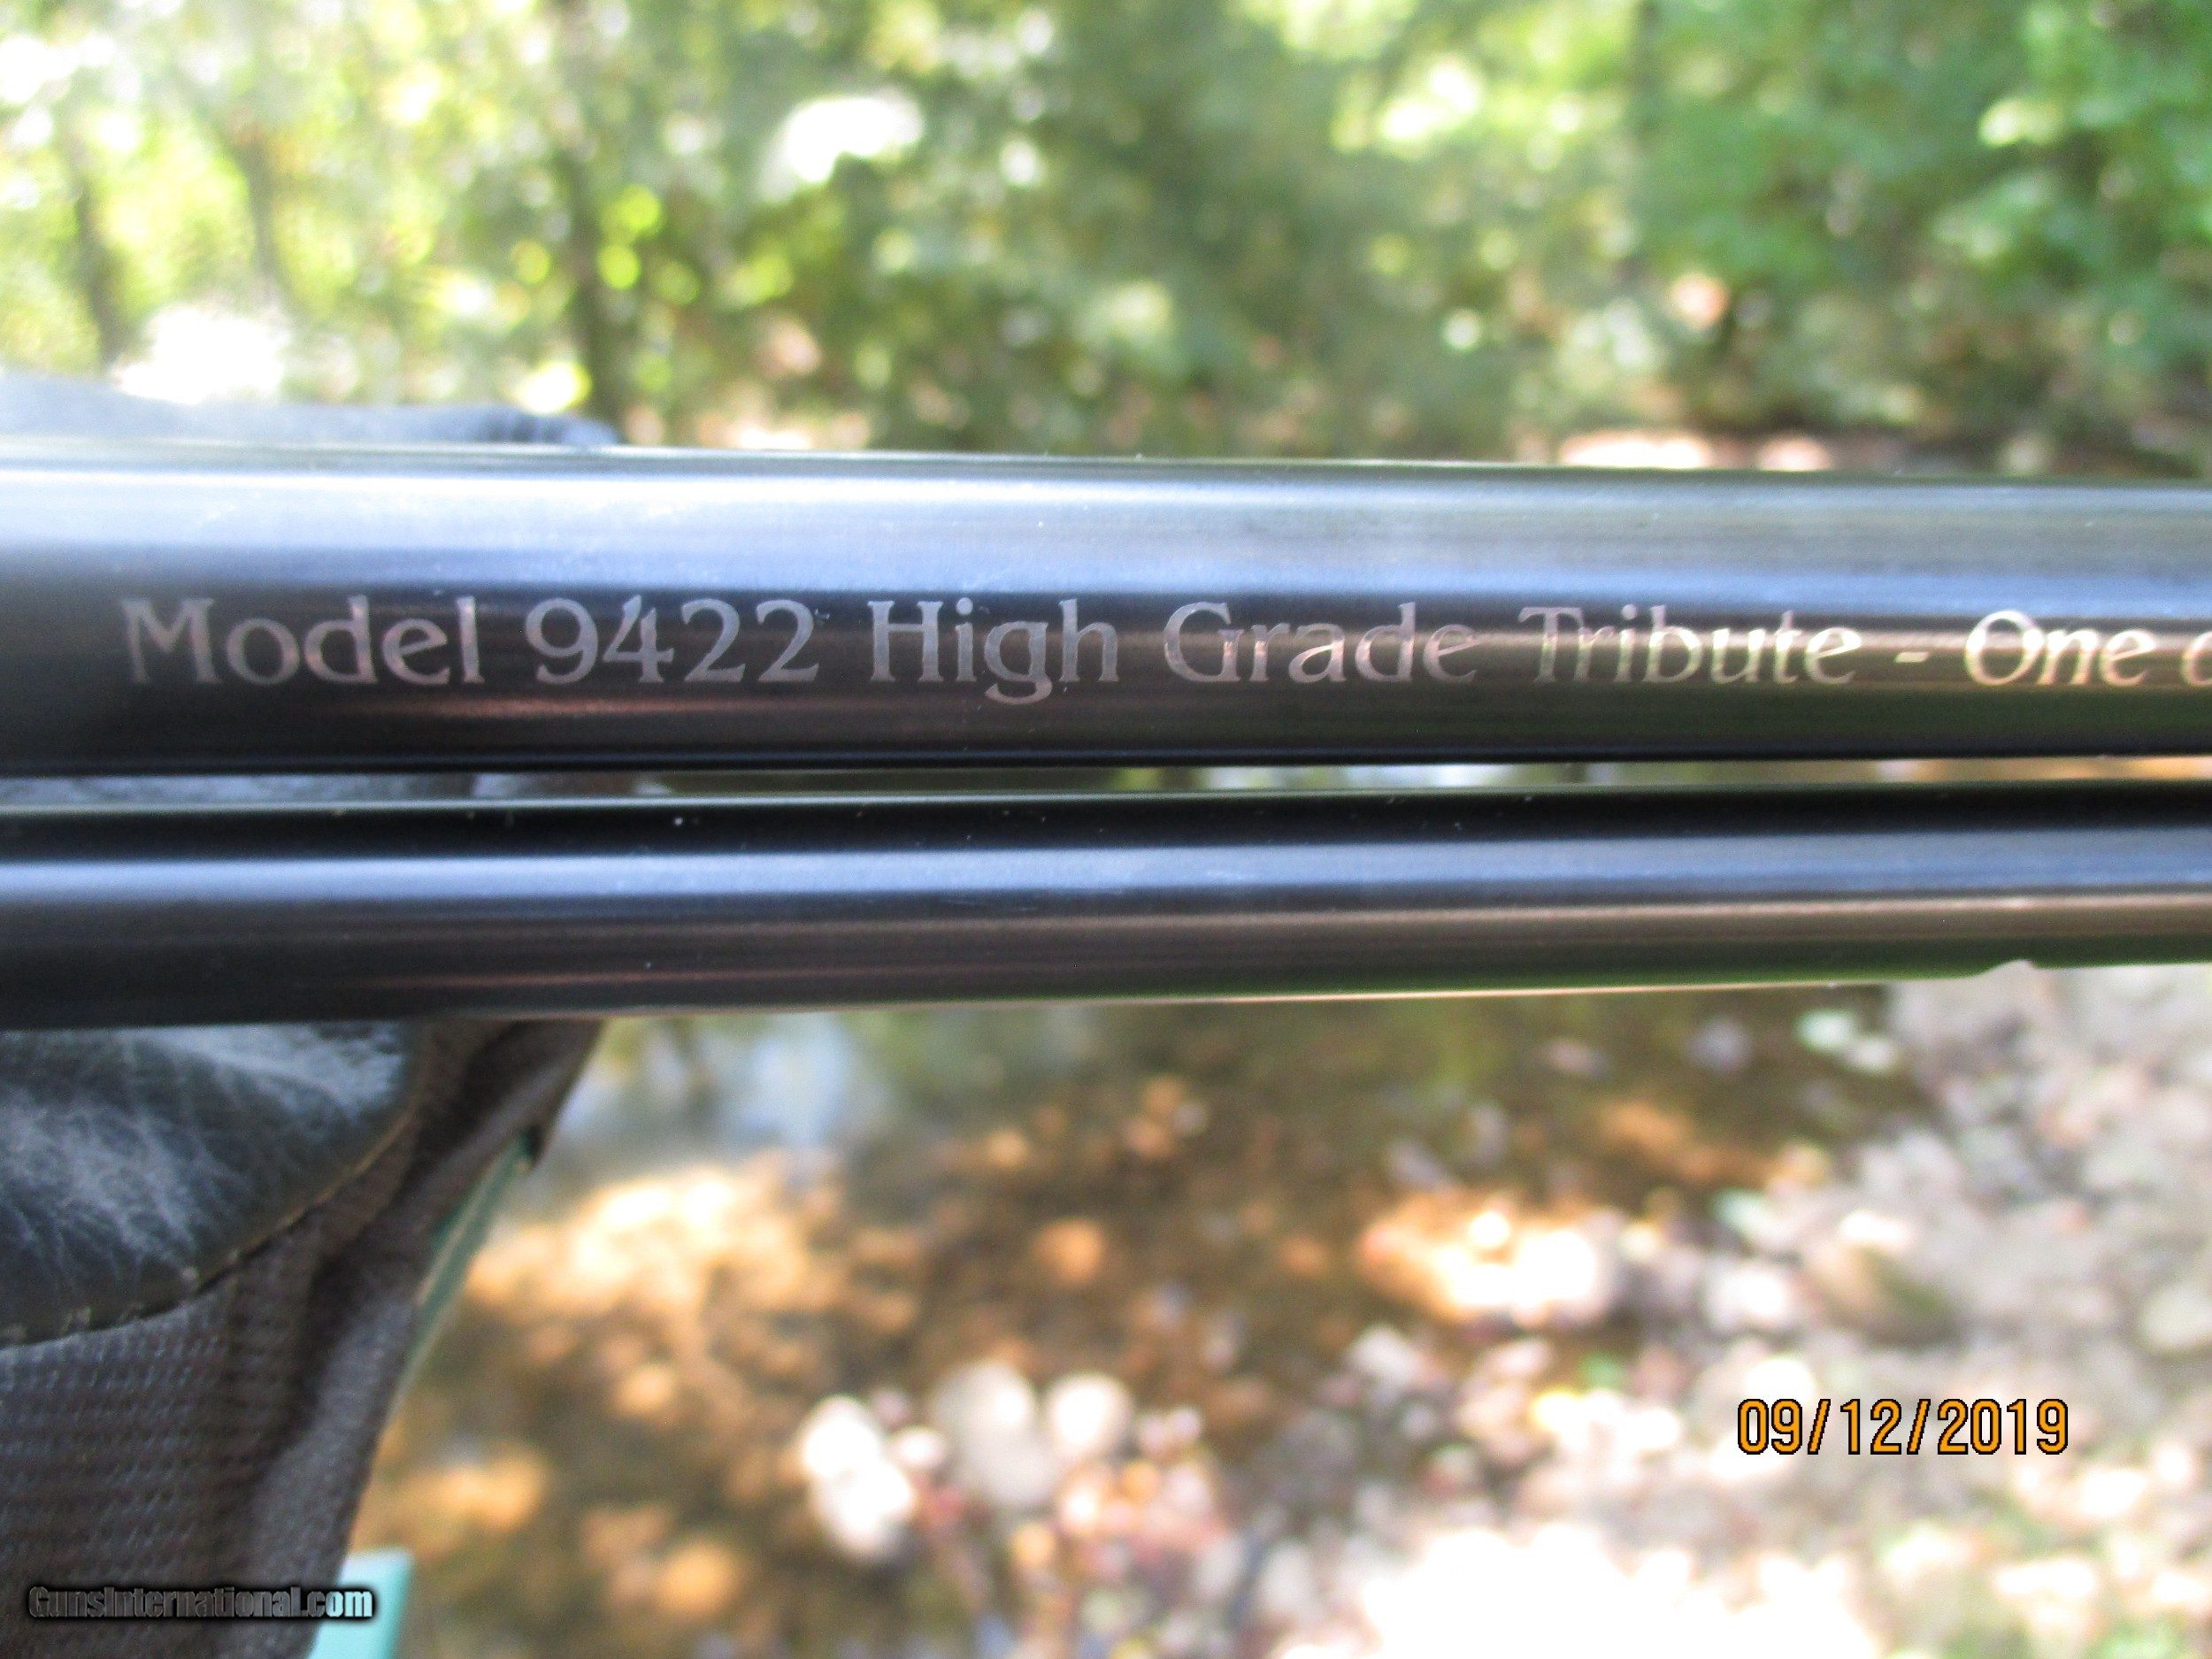 Model 9422 High Grade Tribute - One
09/12/2019
GunsInternational.com